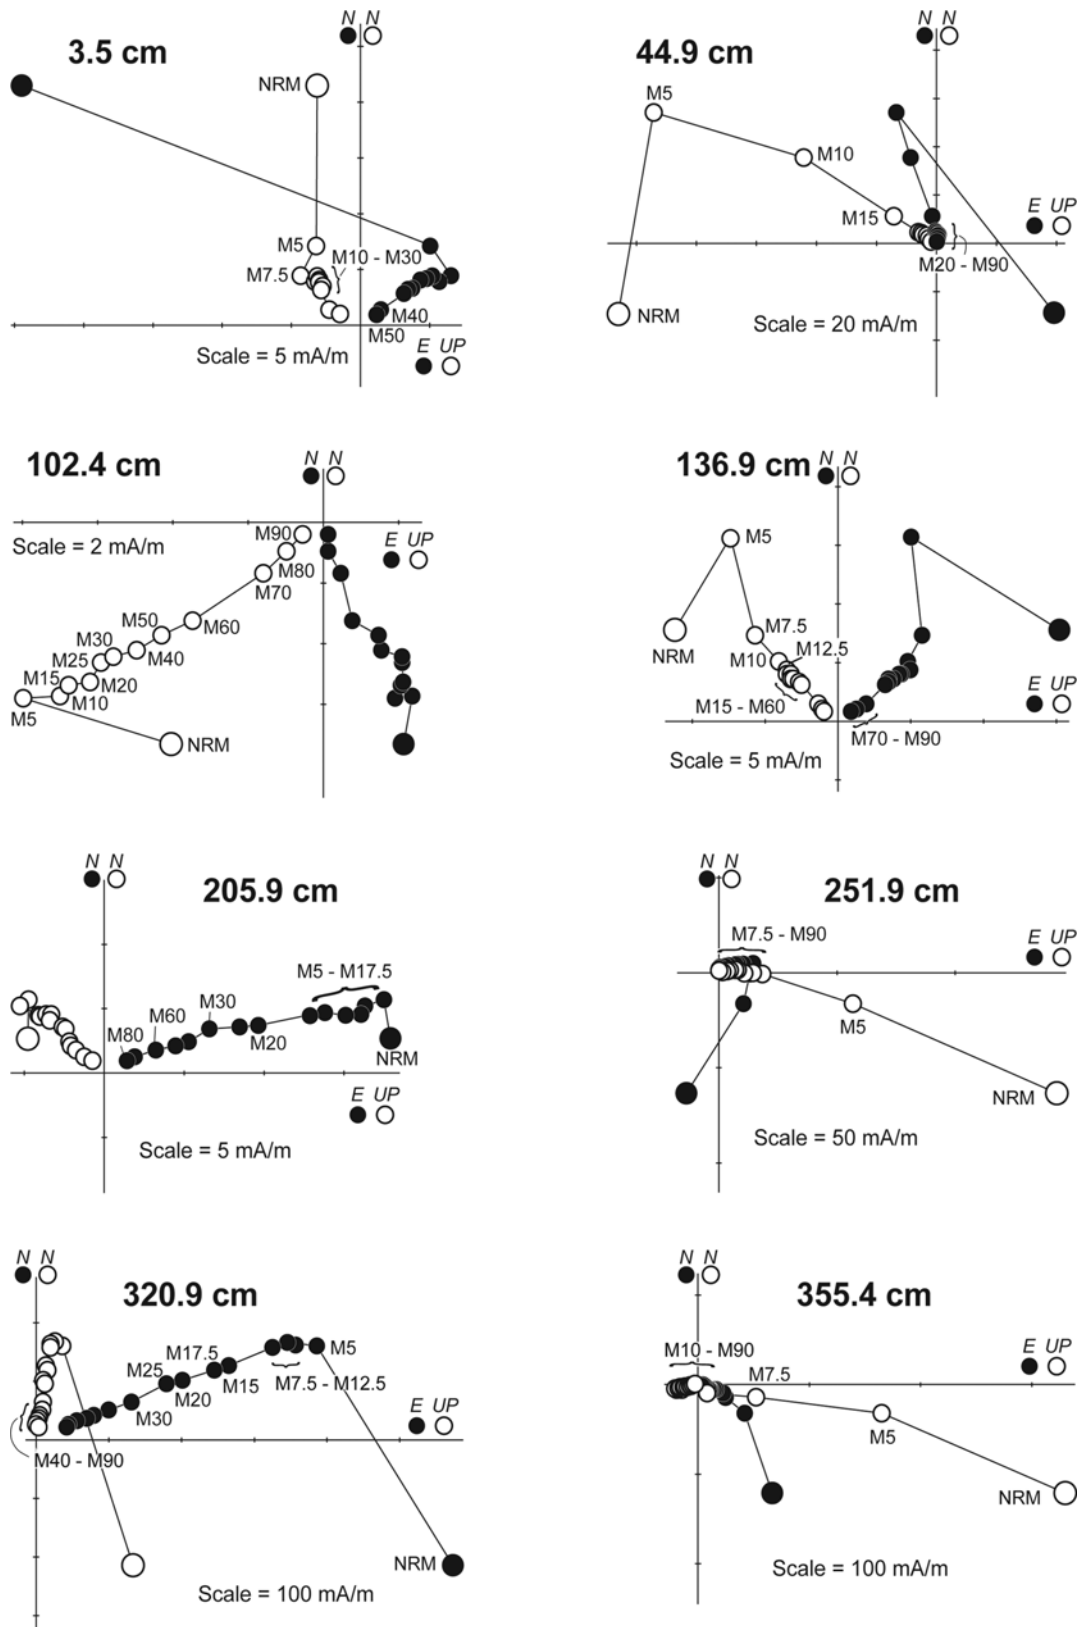 N N
3.5 cm
NRM
M5
M10 - M30
M7.5
M40
M50
Scale = 5 mA/m
E UP
N N
44.9 cm
M5
M10
M15
E UP
M20 - M90
NRM
Scale = 20 mA/m
N N
102.4 cm
M90
Scale = 2 mA/m
E UP
M80
M70
M50
M60
M30
M40
M25
M15
M20
M10
M5
NRM
N N
136.9 cm
M5
M7.5
M12.5
M10
NRM
M15 - M60
E UP
M70 - M90
Scale = 5 mA/m
N N
205.9 cm
M5 - M17.5
M30
M60
M80
M20
NRM
E UP
Scale = 5 mA/m
N N
251.9 cm
M7.5 - M90
E UP
M5
NRM
Scale = 50 mA/m
N N
320.9 cm
M17.5
M5
M25
M15
M7.5 - M12.5
M20
M30
E UP
M40 - M90
NRM
Scale = 100 mA/m
N N
355.4 cm
M10 - M90
E UP
M7.5
M5
NRM
Scale = 100 mA/m